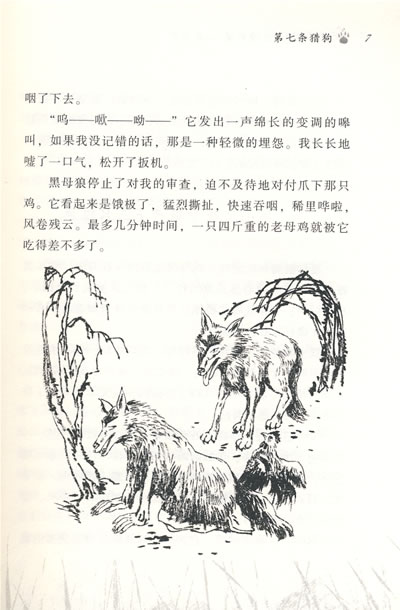 第七条猎狗 7
咽了下去。
“呜——嗽——呦——”它发出一声绵长的变调的嗥
叫，如果我没记错的话，那是一种轻微的埋怨。我长长地
嘘了一口气，松开了扳机。
黑母狼停止了对我的审查，迫不及待地对付爪下那只
鸡。它看起来是饿极了，猛烈撕扯，快速吞咽，稀里哗啦，
风卷残云。最多几分钟时间，一只四斤重的老母鸡就被它
吃得差不多了。